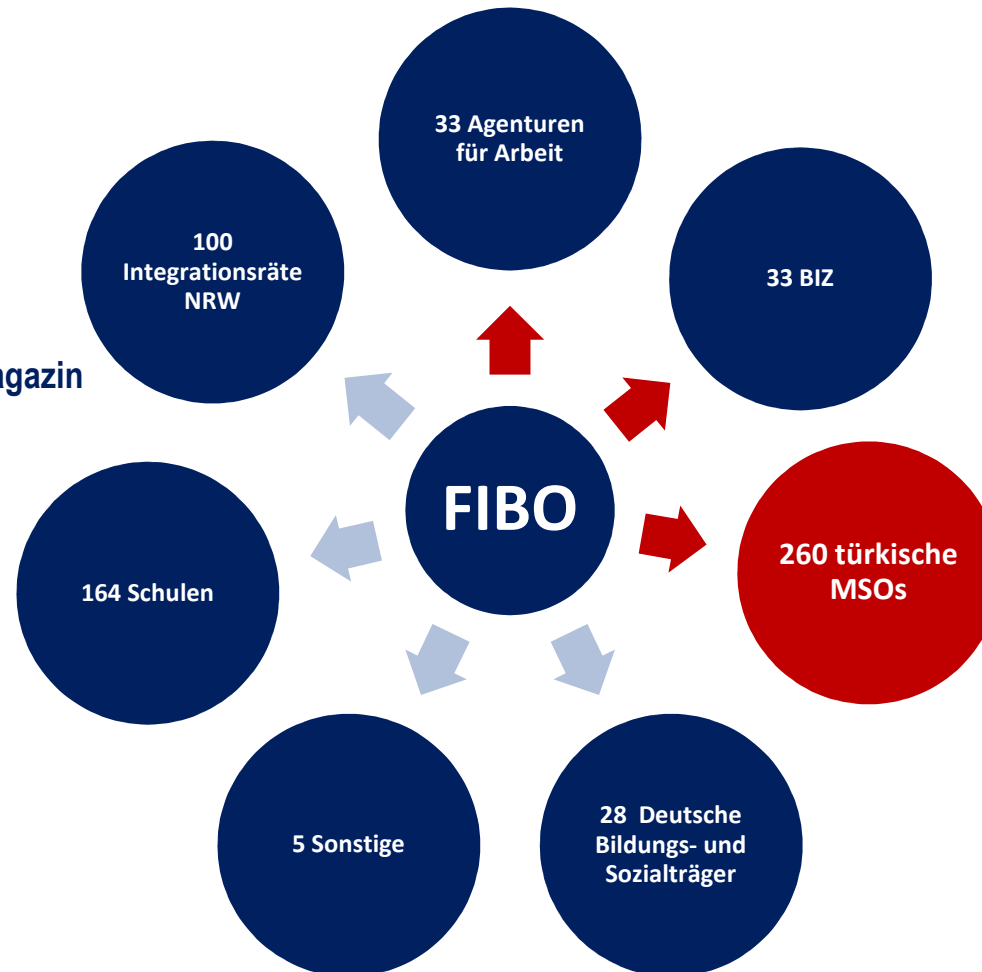 33 Agenturen
für Arbeit
100
Integrationsräte
NRW
33 BIZ
agazin
FIBO
260 türkische
MSOs
164 Schulen
28 Deutsche
Bildungs- und
Sozialträger
5 Sonstige